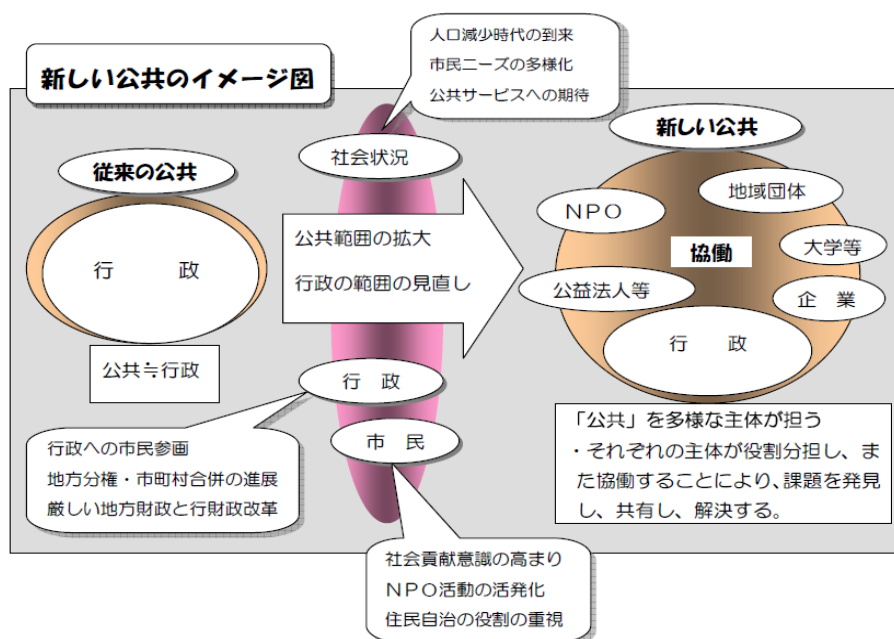 新しい公共のイメージ図
人口減少時代の到来
市民ニーズの多様化
公共サービスへの期待
社会状況
従来の公共
行　政
公共≒行政
公共範囲の拡大
行政の範囲の見直し
行　政
行政への市民参画
地方分権・市町村合併の進展
厳しい地方財政と行財政改革
市　民
社会貢献意識の高まり
ＮＰＯ活動の活発化
住民自治の役割の重視
新しい公共
地域団体
ＮＰＯ
協働
大学等
公益法人等
企　業
行　政
「公共」を多様な主体が担う
・それぞれの主体が役割分担し、ま
た協働することにより、課題を発見
し、共有し、解決する。